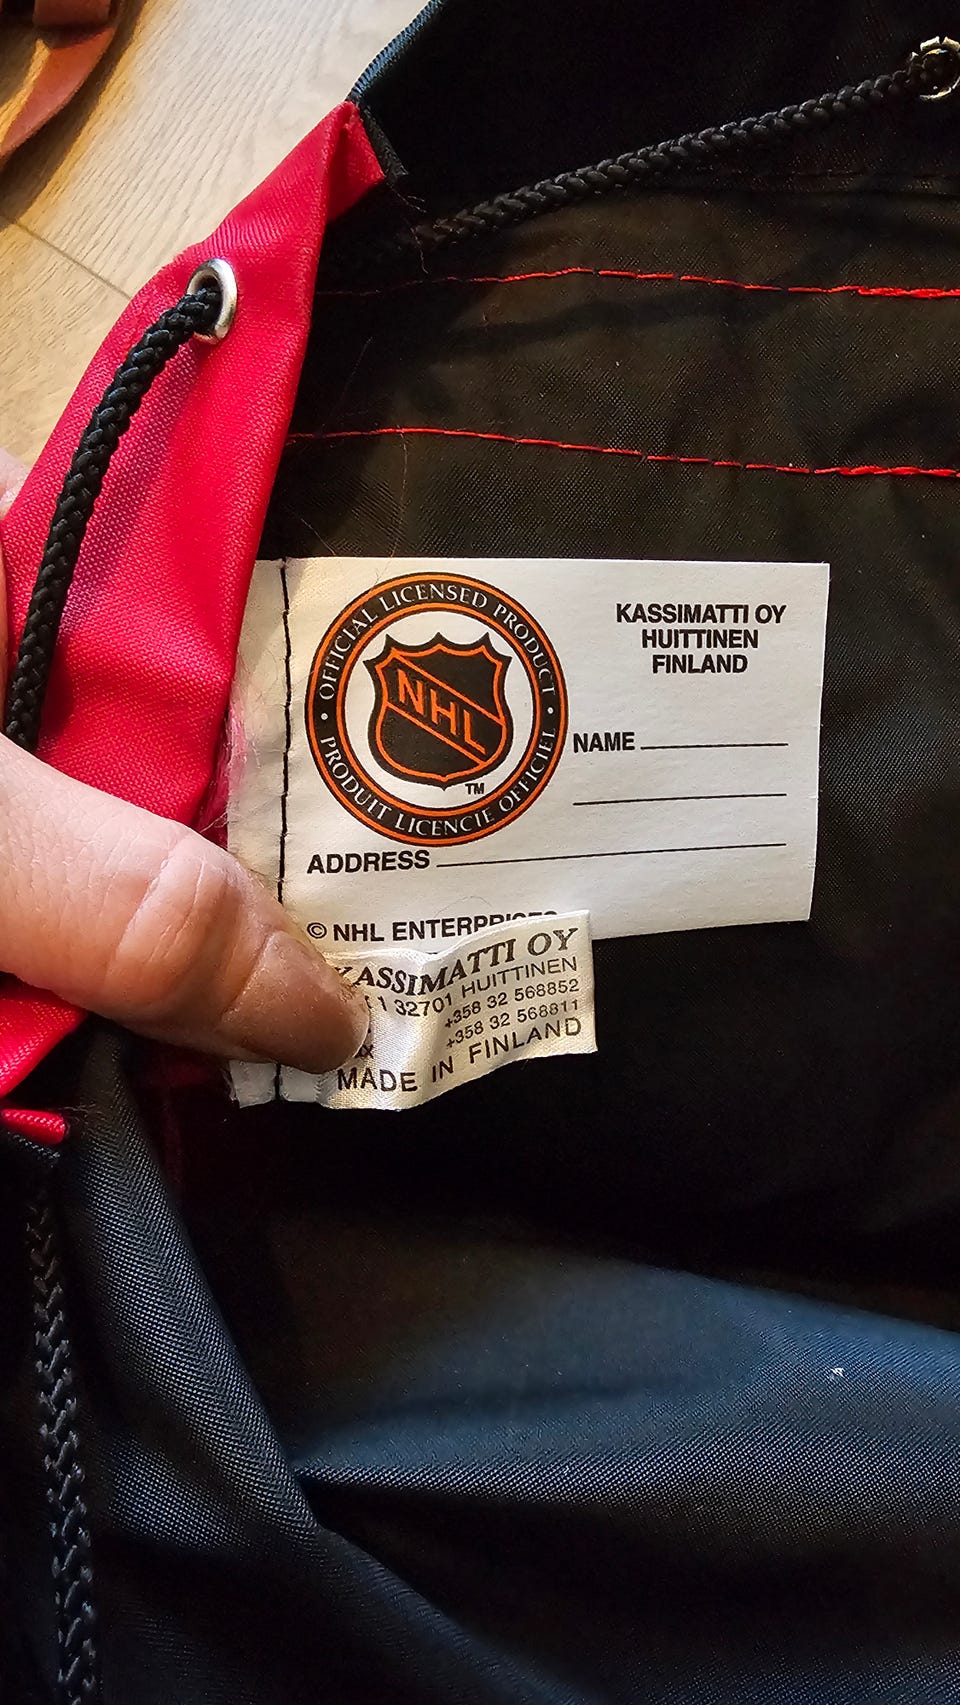 OFFICIAL LICENSED PRODUCT
NHL
TM
PRODUIT LICENCIE OFFICIEL
KASSIMATTI OY
HUITTINEN
FINLAND
NAME
ADDRESS
© NHL ENTERPRISES
KASSIMATTI OY
1 32701 HUITTINEN
+358 32 568852
+358 32 568811
MADE IN FINLAND